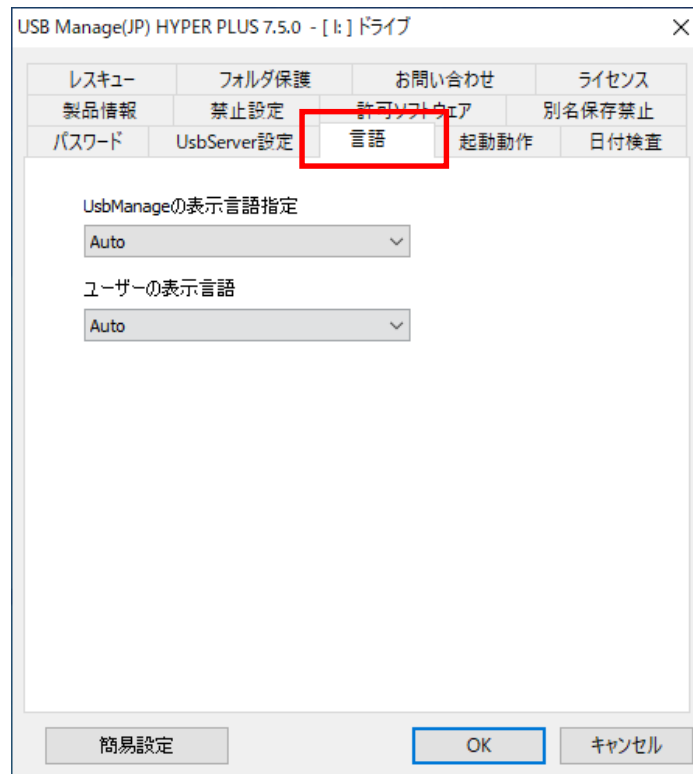 USB Manage(JP) HYPER PLUS 7.5.0 - [ I: ] ドライブ
レスキュー フォルダ保護 お問い合わせ ライセンス
製品情報 禁止設定 許可ソフトウェア 別名保存禁止
パスワード UsbServer設定 言語 起動動作 日付検査
UsbManageの表示言語指定
Auto
ユーザーの表示言語
Auto
簡易設定 OK キャンセル